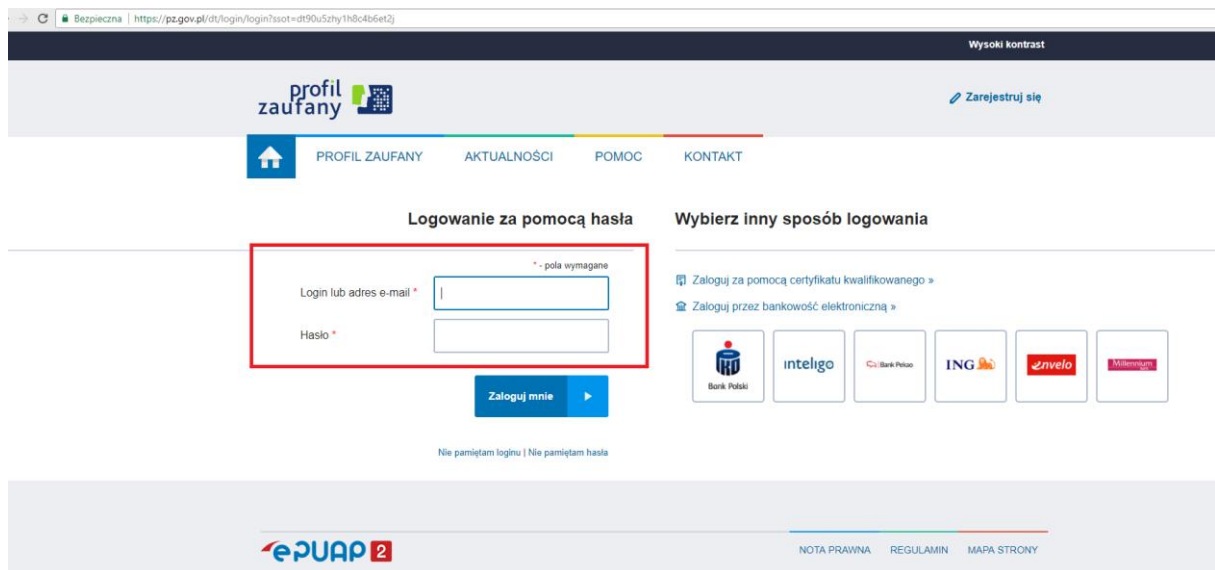 Bezpieczna | https://pz.gov.pl/dt/login/login?ssot=dt90u5zhy1h8c4b6et2j
Wysoki kontrast
profil
zaufany
Zarejestruj się
PROFIL ZAUFANY AKTUALNOŚCI POMOC KONTAKT
Logowanie za pomocą hasła
* - pola wymagane
Login lub adres e-mail *
Hasło *
Zaloguj mnie
Nie pamiętam loginu | Nie pamiętam hasła
Wybierz inny sposób logowania
Zaloguj za pomocą certyfikatu kwalifikowanego »
Zaloguj przez bankowość elektroniczną »
Bank Polski
inteligo
Bank Pekao
ING
envelo
Millennium
ePUAP 2
NOTA PRAWNA REGULAMIN MAPA STRONY